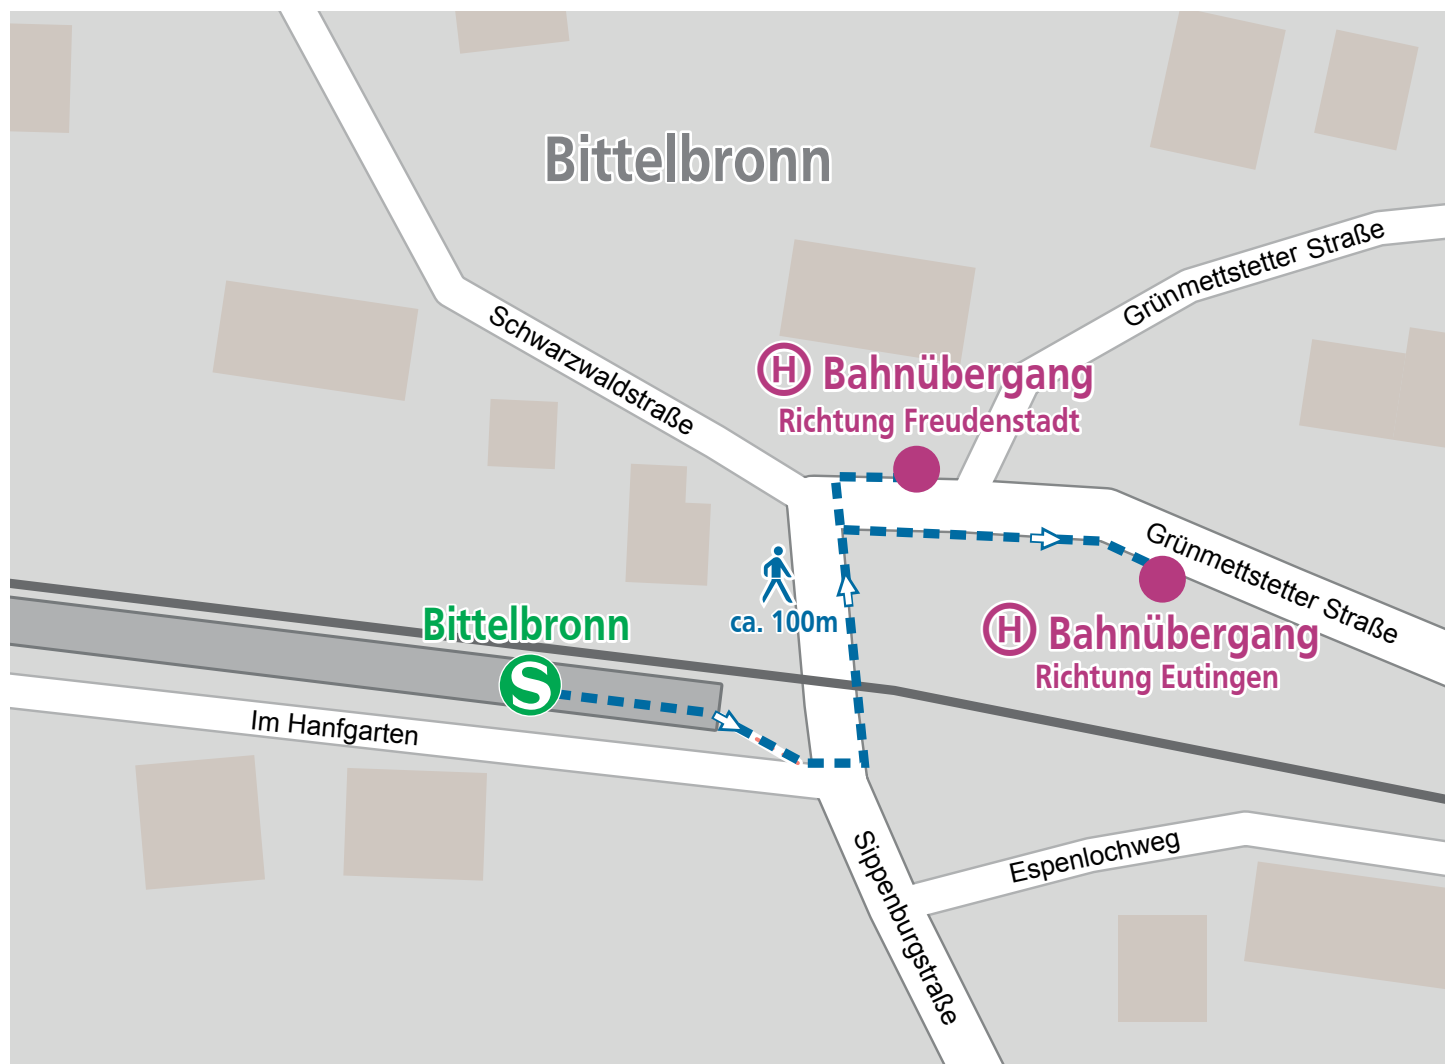 Bittelbronn
Grünmettstetter Straße
Schwarzwaldstraße
H Bahnübergang
Richtung Freudenstadt
Grünmettstetter Straße
ca. 100m
Bittelbronn
S
H Bahnübergang
Richtung Eutingen
Im Hanfgarten
Sippenburgstraße
Espenlochweg